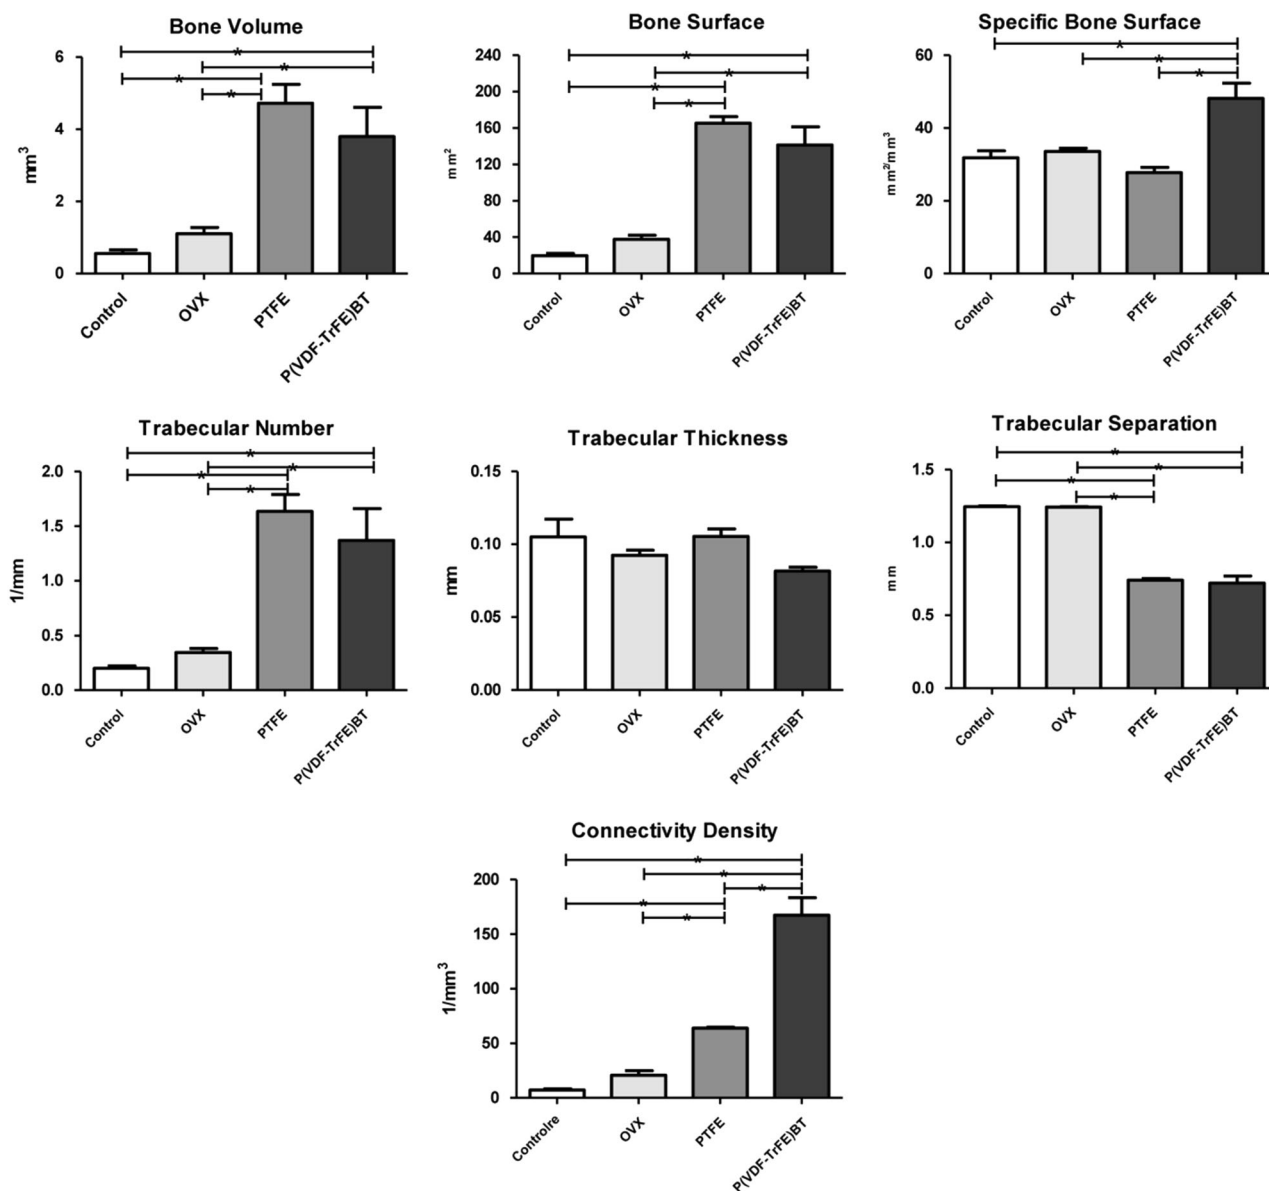 Bone Volume
*
*
*
*
6
4
2
0
mm3
Control
OVX
PTFE
P(VDF-TrFE)BT
Bone Surface
*
*
*
*
240
200
160
120
80
40
0
mm2
Control
OVX
PTFE
P(VDF-TrFE)BT
Specific Bone Surface
*
*
*
60
40
20
0
mm2/mm3
Control
OVX
PTFE
P(VDF-TrFE)BT
Trabecular Number
*
*
*
*
2.0
1.5
1.0
0.5
0.0
1/mm
Control
OVX
PTFE
P(VDF-TrFE)BT
Trabecular Thickness
0.15
0.10
0.05
0.00
mm
Control
OVX
PTFE
P(VDF-TrFE)BT
Trabecular Separation
*
*
*
*
1.5
1.0
0.5
0.0
mm
Control
OVX
PTFE
P(VDF-TrFE)BT
Connectivity Density
*
*
*
*
*
200
150
100
50
0
1/mm3
Controlre
OVX
PTFE
P(VDF-TrFE)BT